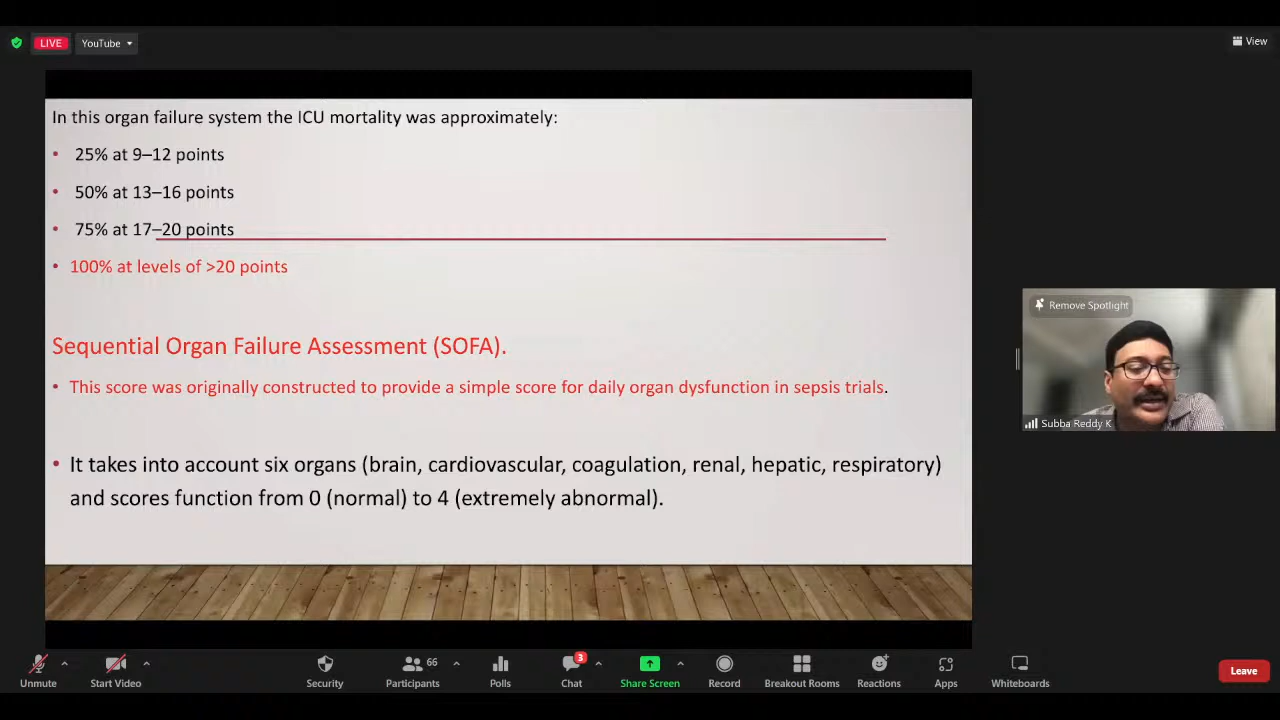 LIVE
YouTube
View
In this organ failure system the ICU mortality was approximately:
• 25% at 9–12 points
• 50% at 13–16 points
• 75% at 17–20 points
• 100% at levels of >20 points
Sequential Organ Failure Assessment (SOFA).
• This score was originally constructed to provide a simple score for daily organ dysfunction in sepsis trials.
• It takes into account six organs (brain, cardiovascular, coagulation, renal, hepatic, respiratory)
and scores function from 0 (normal) to 4 (extremely abnormal).
Remove Spotlight
Subba Reddy K
66
3
Unmute
Start Video
Security
Participants
Polls
Chat
Share Screen
Record
Breakout Rooms
Reactions
Apps
Whiteboards
Leave